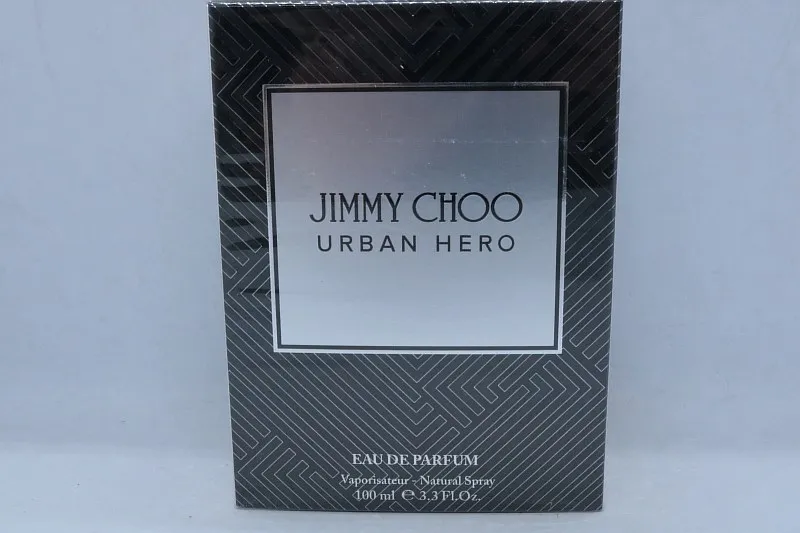 JIMMY CHOO
URBAN HERO
EAU DE PARFUM
Vaporisateur - Natural Spray
100 ml ℮ 3.3 Fl.Oz.